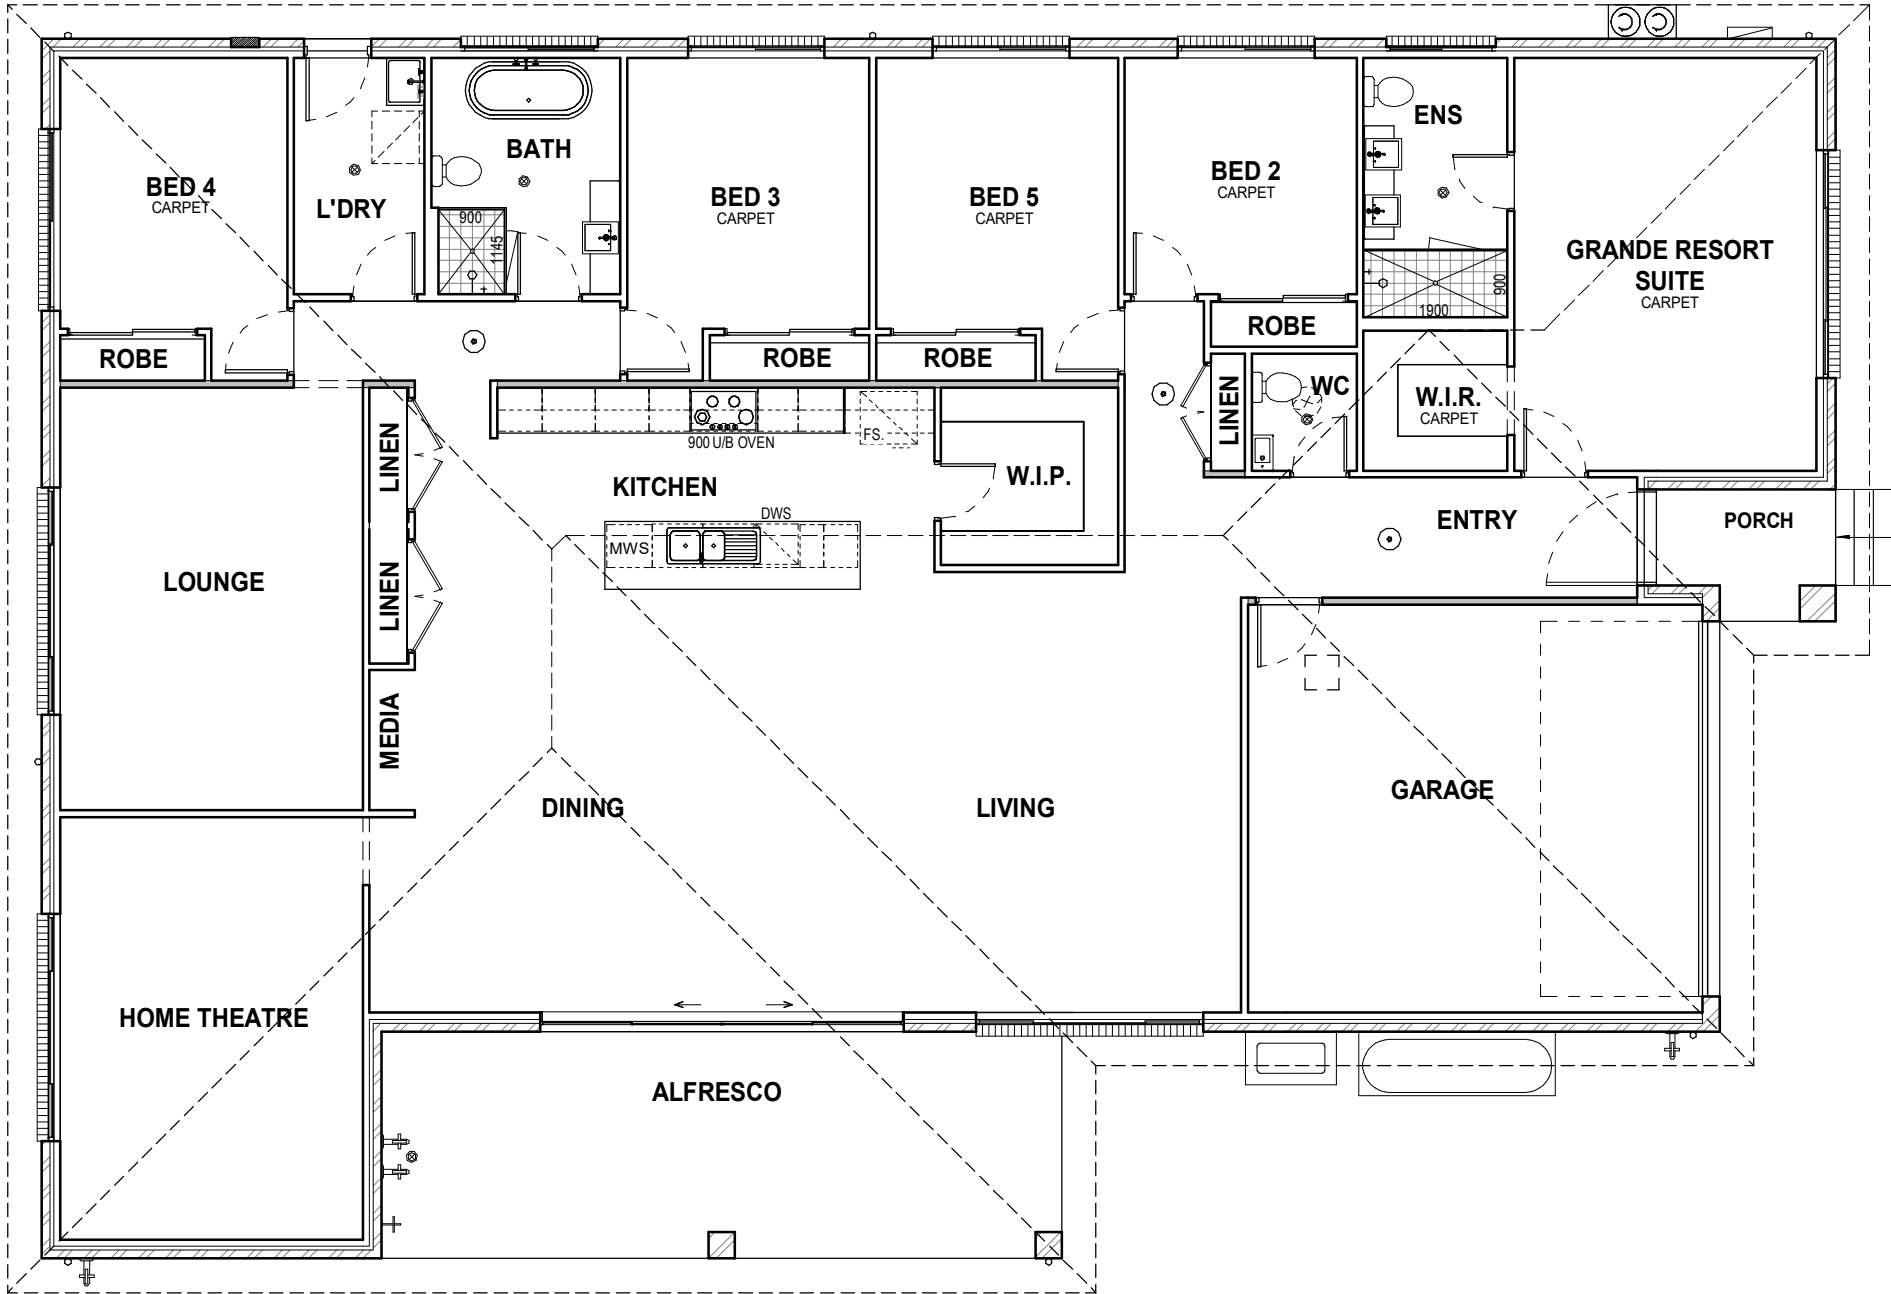 ENS
BATH
BED 2
CARPET
BED 4
CARPET
BED 3
CARPET
BED 5
CARPET
L'DRY
900
1145
GRANDE RESORT
SUITE
CARPET
900
1900
ROBE
ROBE
ROBE
ROBE
WC
W.I.R.
CARPET
LINEN
LINEN
FS.
900 U/B OVEN
W.I.P.
KITCHEN
DWS
MWS
ENTRY
PORCH
LOUNGE
LINEN
MEDIA
DINING
LIVING
GARAGE
HOME THEATRE
ALFRESCO